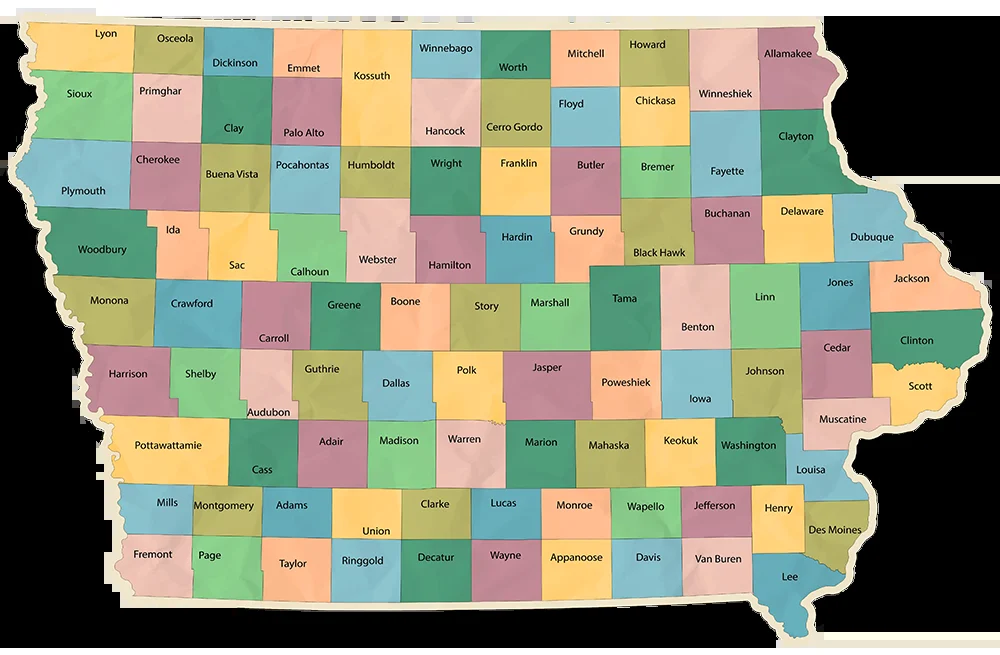 Lyon
Osceola
Dickinson
Emmet
Kossuth
Winnebago
Worth
Mitchell
Howard
Winneshiek
Allamakee
Sioux
Primghar
Clay
Palo Alto
Hancock
Cerro Gordo
Floyd
Chickasa
Clayton
Plymouth
Cherokee
Buena Vista
Pocahontas
Humboldt
Wright
Franklin
Butler
Bremer
Fayette
Woodbury
Ida
Sac
Calhoun
Webster
Hamilton
Hardin
Grundy
Black Hawk
Buchanan
Delaware
Dubuque
Monona
Crawford
Carroll
Greene
Boone
Story
Marshall
Tama
Benton
Linn
Jones
Jackson
Clinton
Harrison
Shelby
Audubon
Guthrie
Dallas
Polk
Jasper
Poweshiek
Iowa
Johnson
Cedar
Scott
Muscatine
Pottawattamie
Cass
Adair
Madison
Warren
Marion
Mahaska
Keokuk
Washington
Louisa
Mills
Montgomery
Adams
Union
Clarke
Lucas
Monroe
Wapello
Jefferson
Henry
Des Moines
Fremont
Page
Taylor
Ringgold
Decatur
Wayne
Appanoose
Davis
Van Buren
Lee